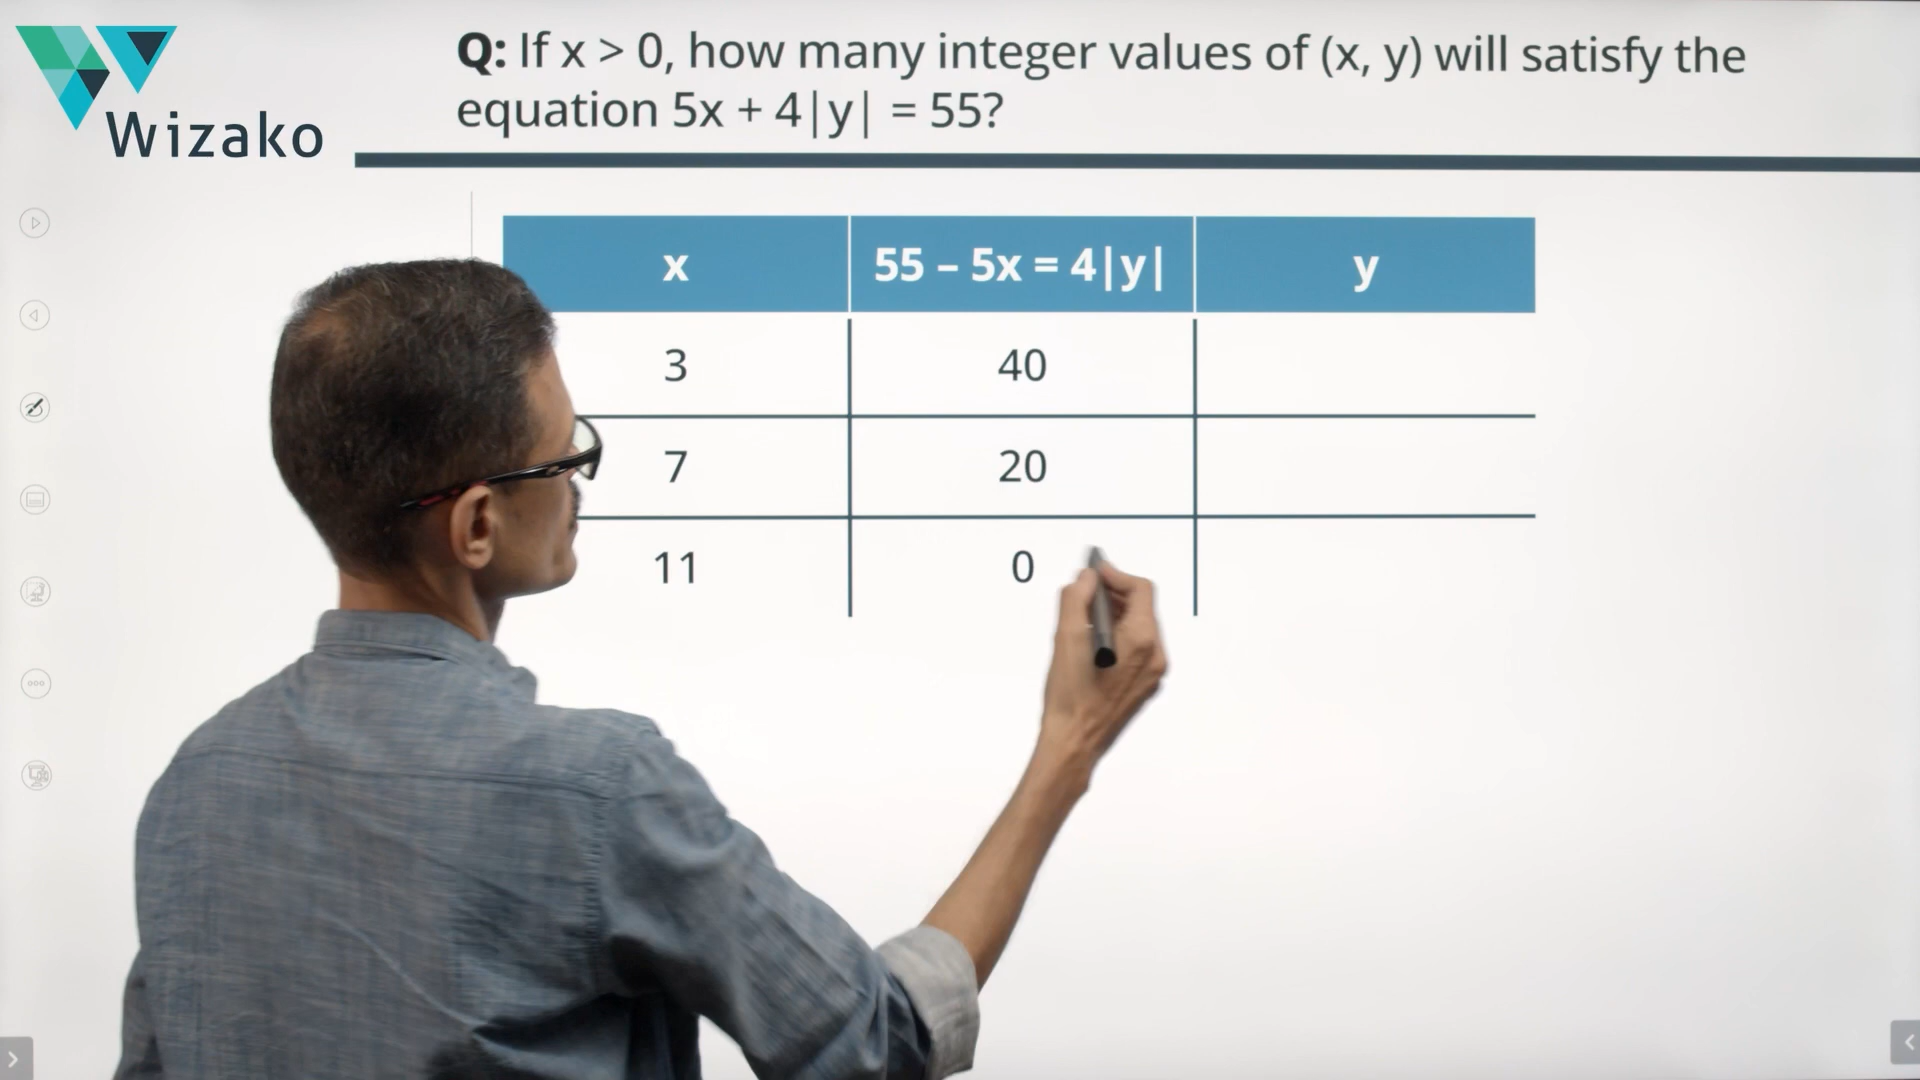 Wizako
Q: If x > 0, how many integer values of (x, y) will satisfy the
equation 5x + 4|y| = 55?
x 55 – 5x = 4|y| y
3 40
7 20
11 0